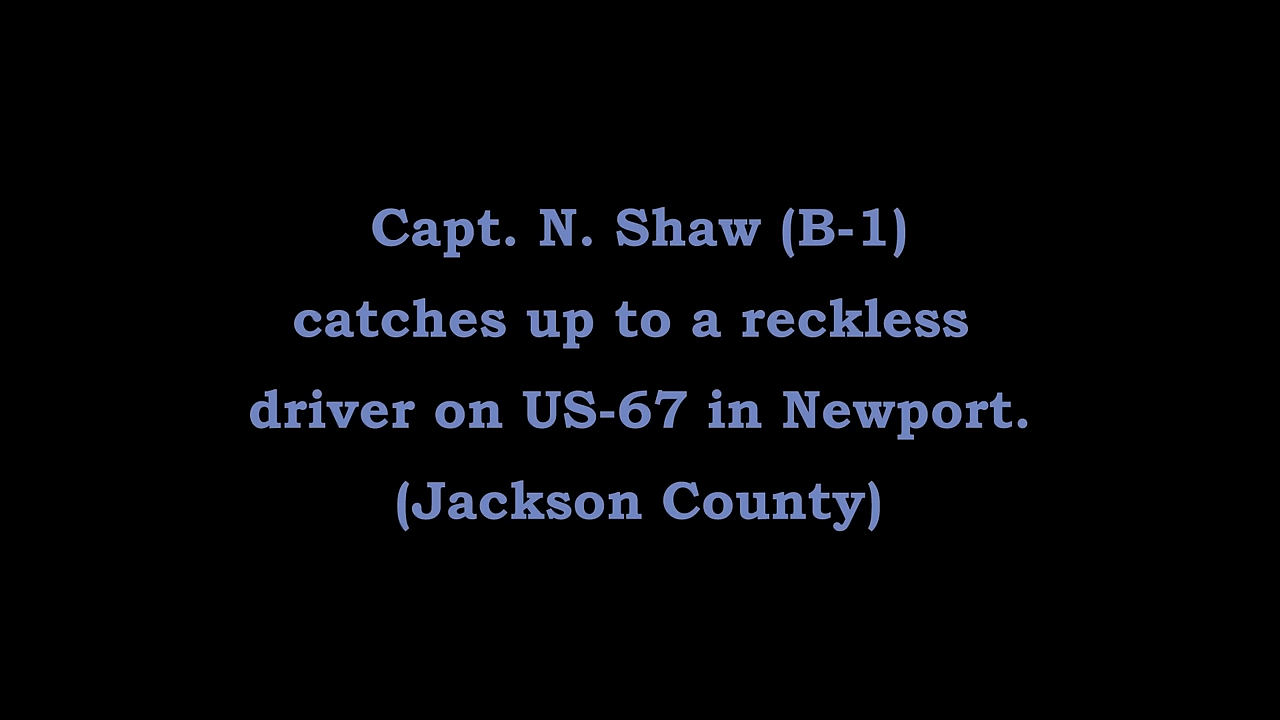 Capt. N. Shaw (B-1)
catches up to a reckless
driver on US-67 in Newport.
(Jackson County)